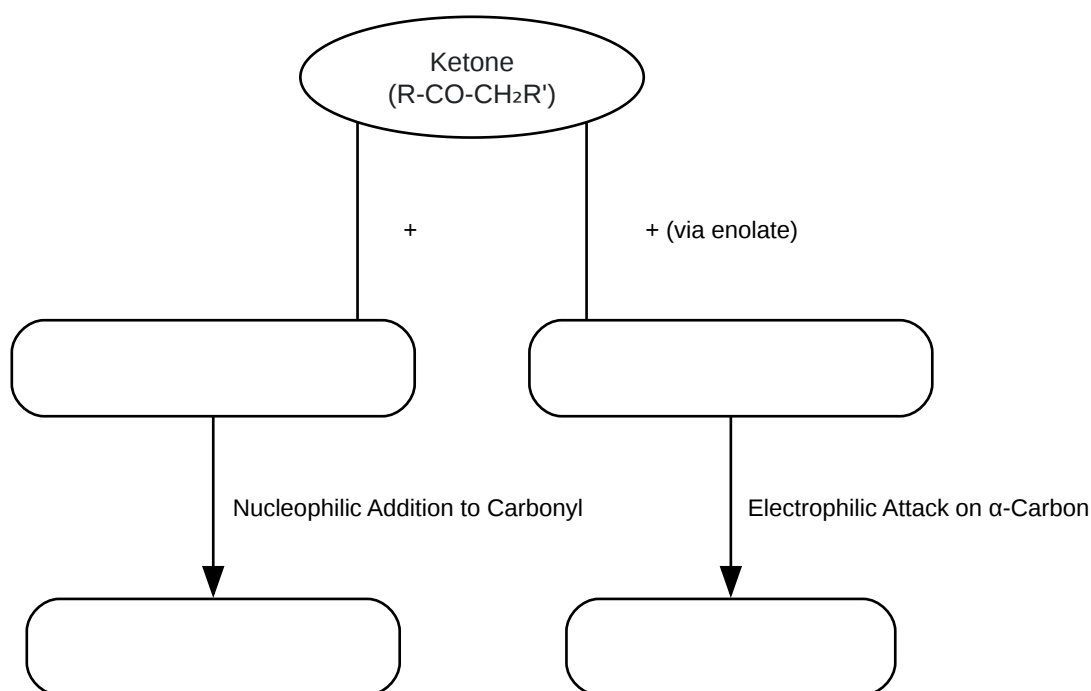 Ketone
(R-CO-CH₂R')
+
+ (via enolate)
Nucleophilic Addition to Carbonyl
Electrophilic Attack on α-Carbon